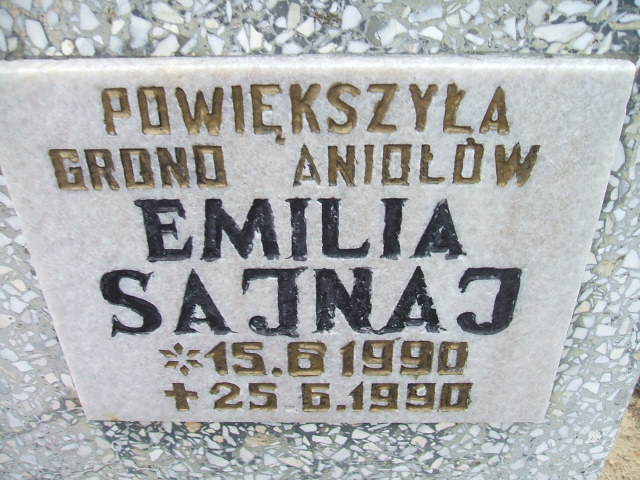 POWIĘKSZYŁA
GRONO ANIOŁÓW
EMILIA
SAJNAJ
* 15.6 1990
+ 25 6.1990